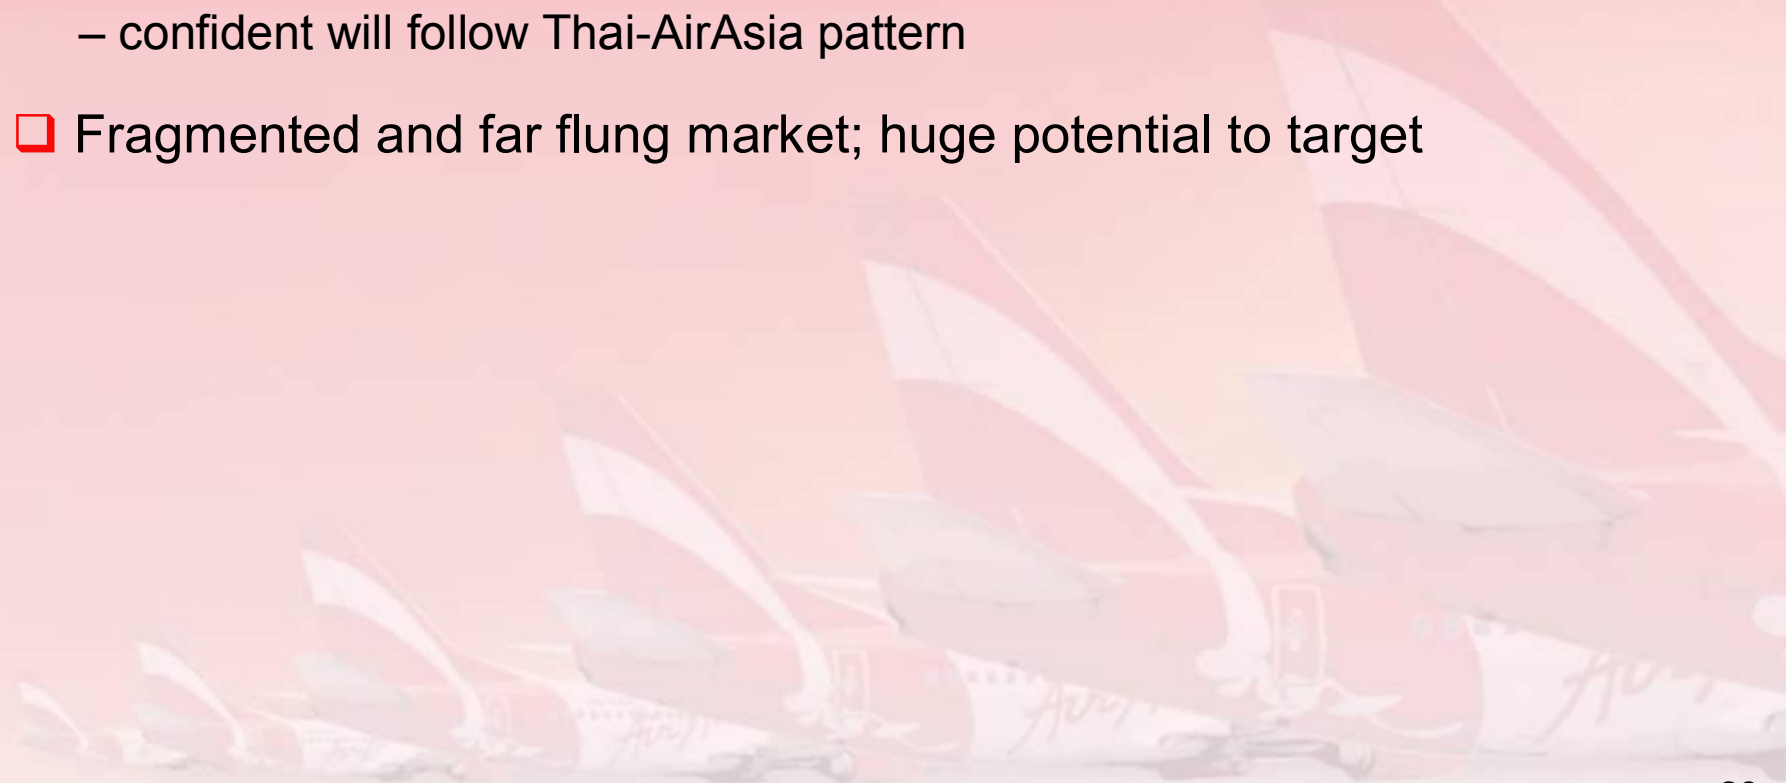 – confident will follow Thai-AirAsia pattern
❑ Fragmented and far flung market; huge potential to target